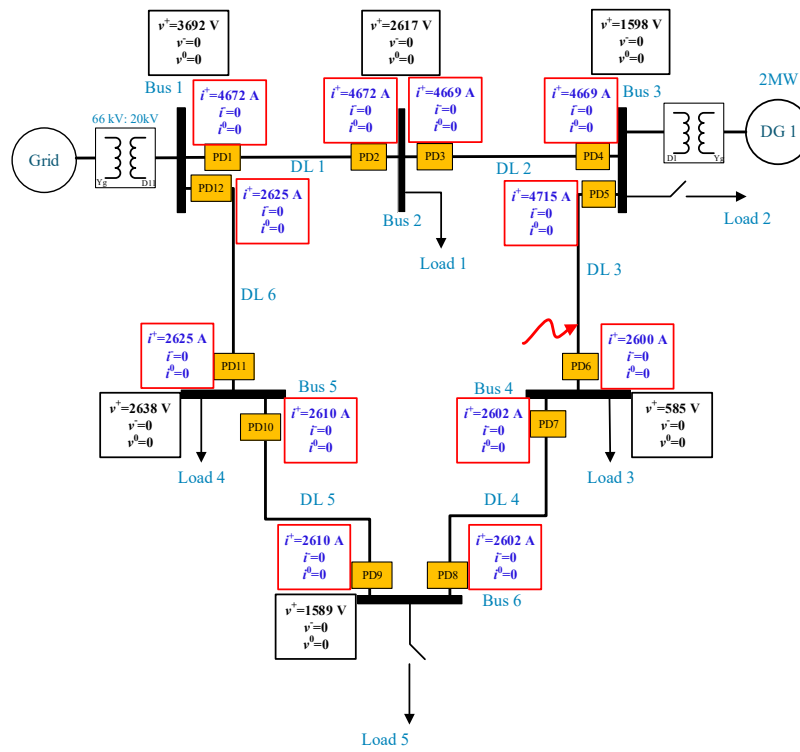 v⁺=3692 V
v⁻=0
v⁰=0
v⁺=2617 V
v⁻=0
v⁰=0
v⁺=1598 V
v⁻=0
v⁰=0
Bus 1
Bus 3
2MW
i⁺=4672 A
i⁻=0
i⁰=0
i⁺=4672 A
i⁻=0
i⁰=0
i⁺=4669 A
i⁻=0
i⁰=0
i⁺=4669 A
i⁻=0
i⁰=0
66 kV: 20kV
Grid
Yg
D11
PD1
DL 1
PD2
PD3
DL 2
PD4
D1
Yg
DG 1
PD12
i⁺=2625 A
i⁻=0
i⁰=0
Bus 2
i⁺=4715 A
i⁻=0
i⁰=0
PD5
Load 2
Load 1
DL 3
DL 6
i⁺=2625 A
i⁻=0
i⁰=0
PD11
PD6
i⁺=2600 A
i⁻=0
i⁰=0
Bus 5
Bus 4
v⁺=2638 V
v⁻=0
v⁰=0
PD10
i⁺=2610 A
i⁻=0
i⁰=0
i⁺=2602 A
i⁻=0
i⁰=0
PD7
v⁺=585 V
v⁻=0
v⁰=0
Load 4
Load 3
DL 5
DL 4
i⁺=2610 A
i⁻=0
i⁰=0
PD9
PD8
i⁺=2602 A
i⁻=0
i⁰=0
Bus 6
v⁺=1589 V
v⁻=0
v⁰=0
Load 5